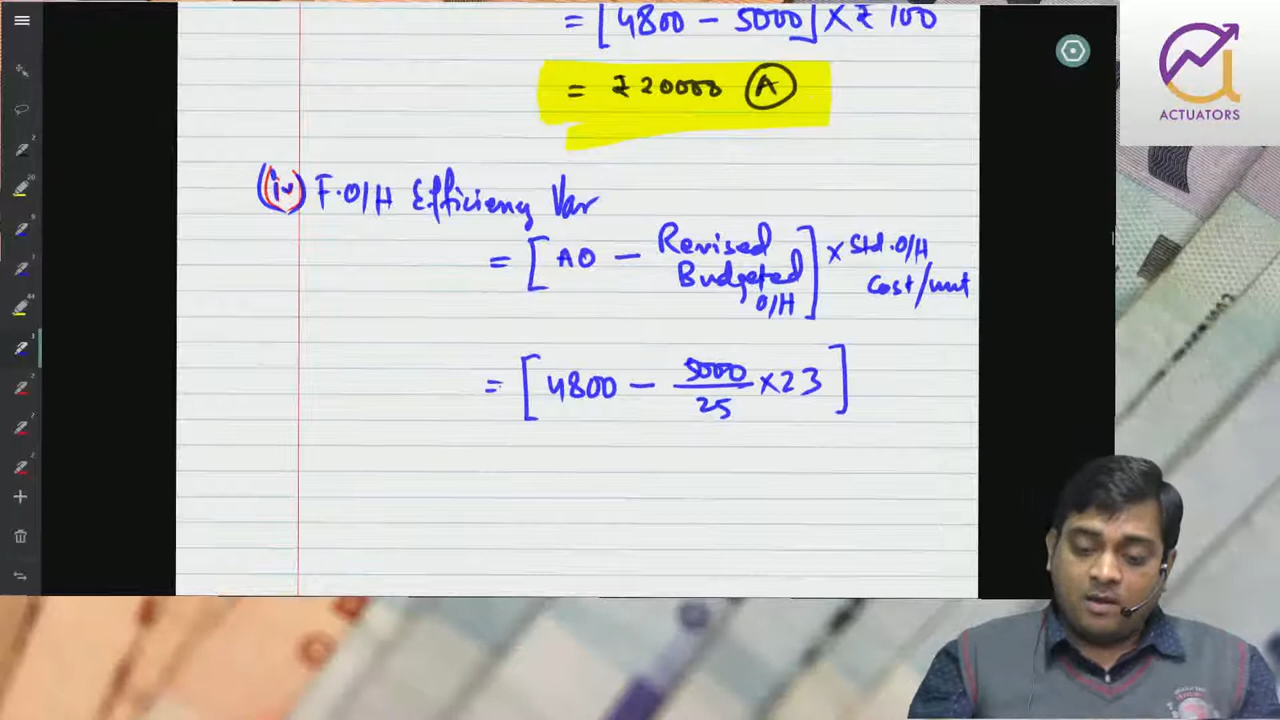 = [4800 - 5000] X ₹ 100
= ₹ 20000 (A)
(iv) F.O/H Efficiency Var
= [AO - Revised Budgeted O/H] x Std. O/H Cost/unit
= [4800 - 5000/25 x 23]
ACTUATORS